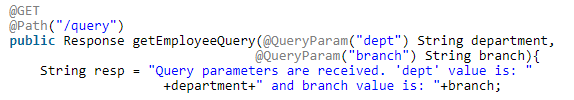 @GET
@Path("/query")
public Response getEmployeeQuery(@QueryParam("dept") String department,
@QueryParam("branch") String branch){
String resp = "Query parameters are received. 'dept' value is: "
+department+" and branch value is: "+branch;